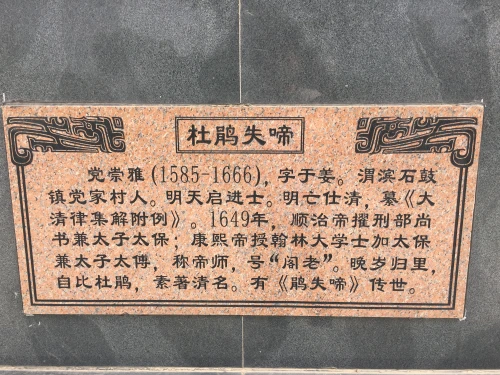 杜鹃失啼
党崇雅(1585-1666)，字于姜。渭滨石鼓
镇党家村人。明天启进士。明亡仕清，纂《大
清律集解附例》。1649年，顺治帝擢刑部尚
书兼太子太保；康熙帝授翰林大学士加太保
兼太子太傅，称帝师，号“阁老”。晚岁归里，
自比杜鹃，素著清名。有《鹃失啼》传世。